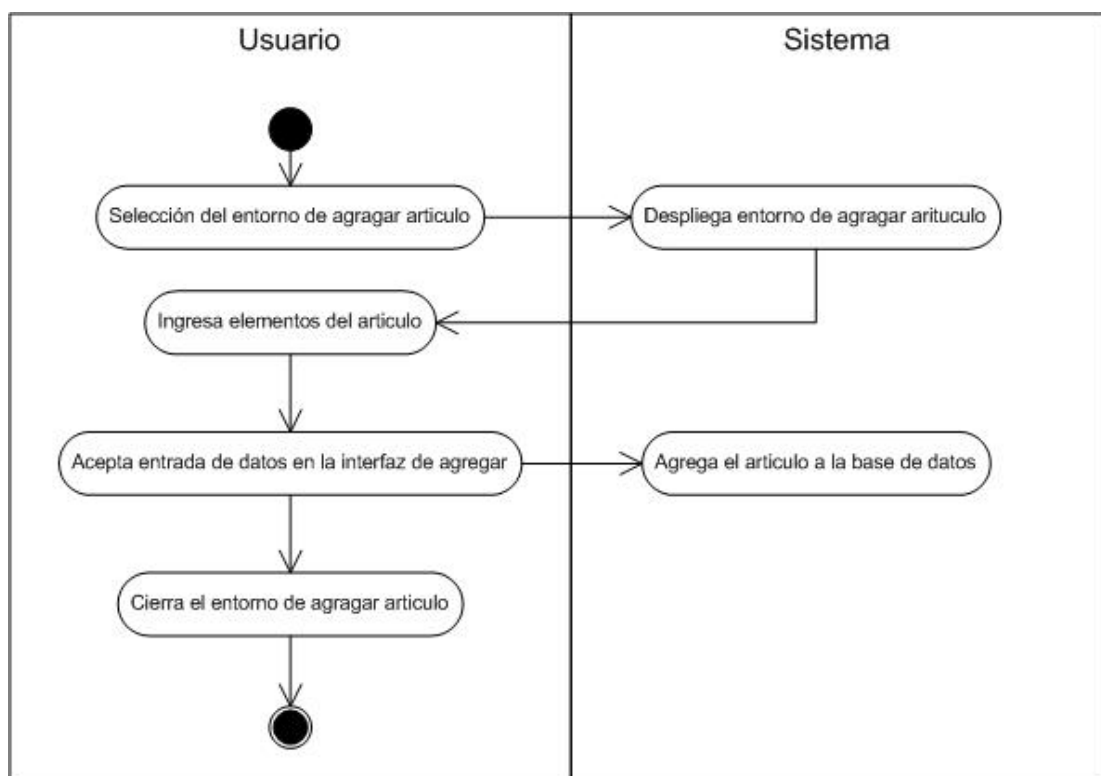 Usuario
Sistema
Selección del entorno de agragar articulo
Despliega entorno de agragar arituculo
Ingresa elementos del articulo
Acepta entrada de datos en la interfaz de agregar
Agrega el articulo a la base de datos
Cierra el entorno de agragar articulo